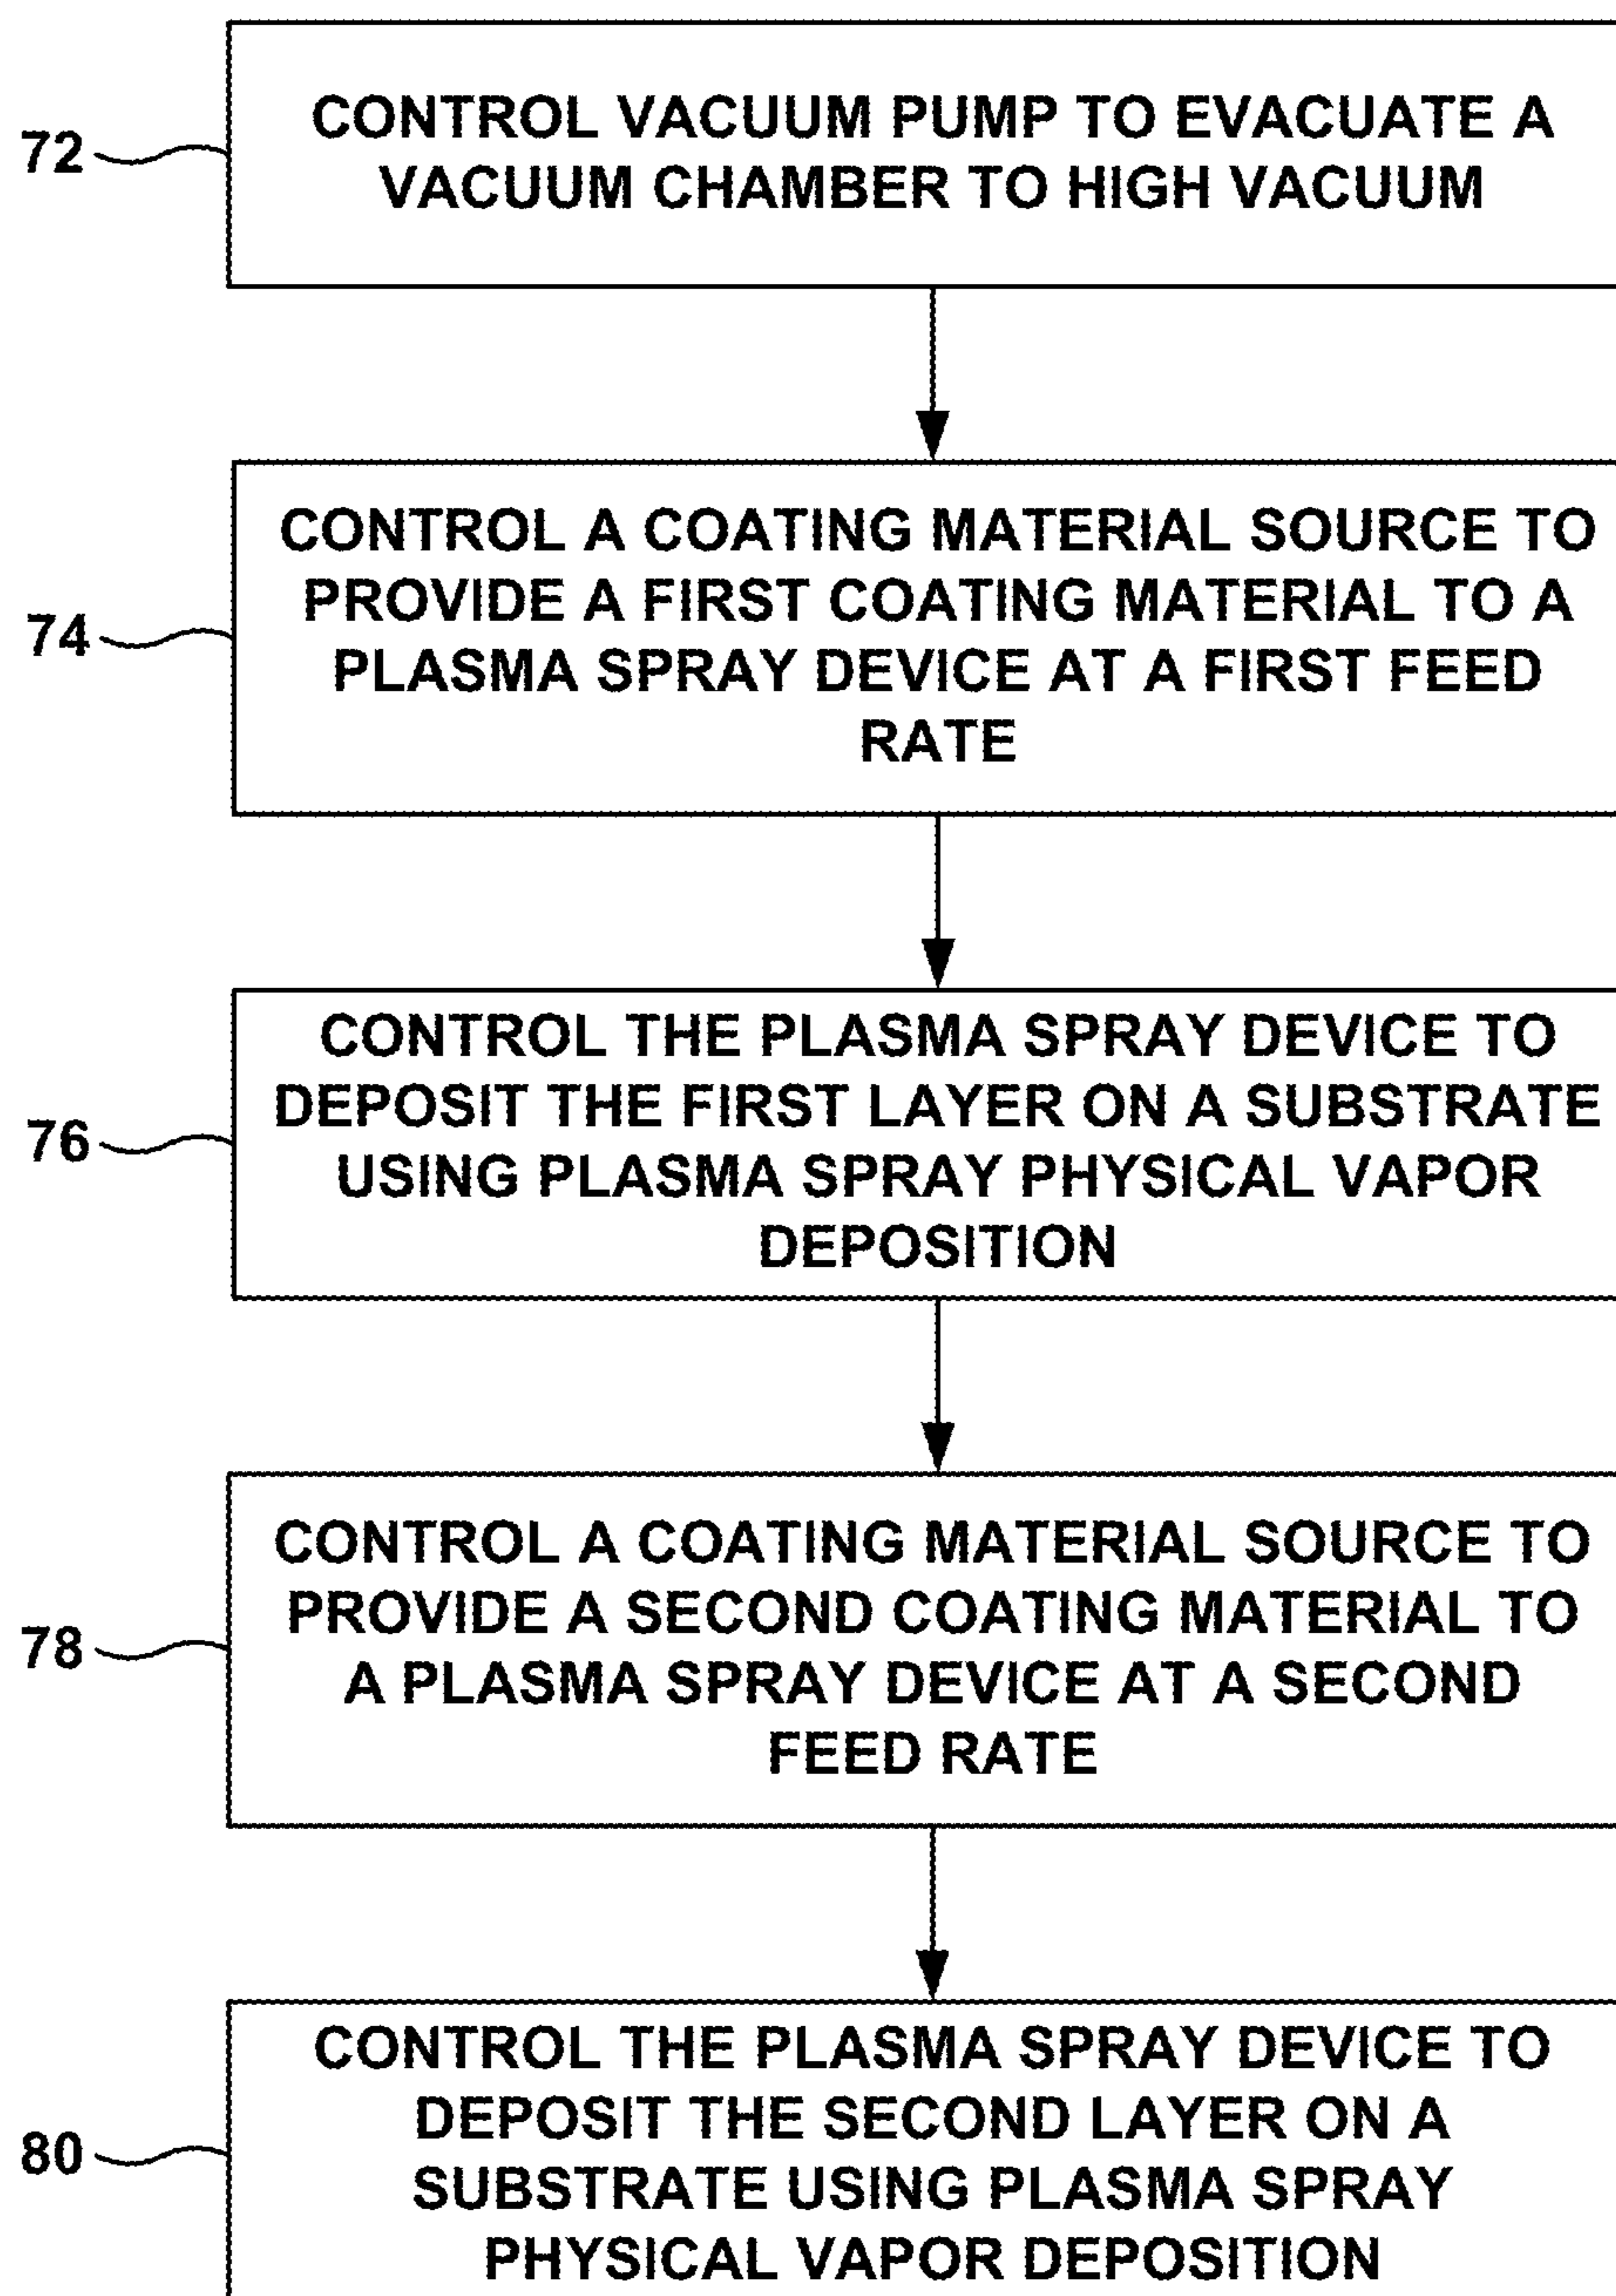 72
CONTROL VACUUM PUMP TO EVACUATE A
VACUUM CHAMBER TO HIGH VACUUM
74
CONTROL A COATING MATERIAL SOURCE TO
PROVIDE A FIRST COATING MATERIAL TO A
PLASMA SPRAY DEVICE AT A FIRST FEED
RATE
76
CONTROL THE PLASMA SPRAY DEVICE TO
DEPOSIT THE FIRST LAYER ON A SUBSTRATE
USING PLASMA SPRAY PHYSICAL VAPOR
DEPOSITION
78
CONTROL A COATING MATERIAL SOURCE TO
PROVIDE A SECOND COATING MATERIAL TO
A PLASMA SPRAY DEVICE AT A SECOND
FEED RATE
80
CONTROL THE PLASMA SPRAY DEVICE TO
DEPOSIT THE SECOND LAYER ON A
SUBSTRATE USING PLASMA SPRAY
PHYSICAL VAPOR DEPOSITION